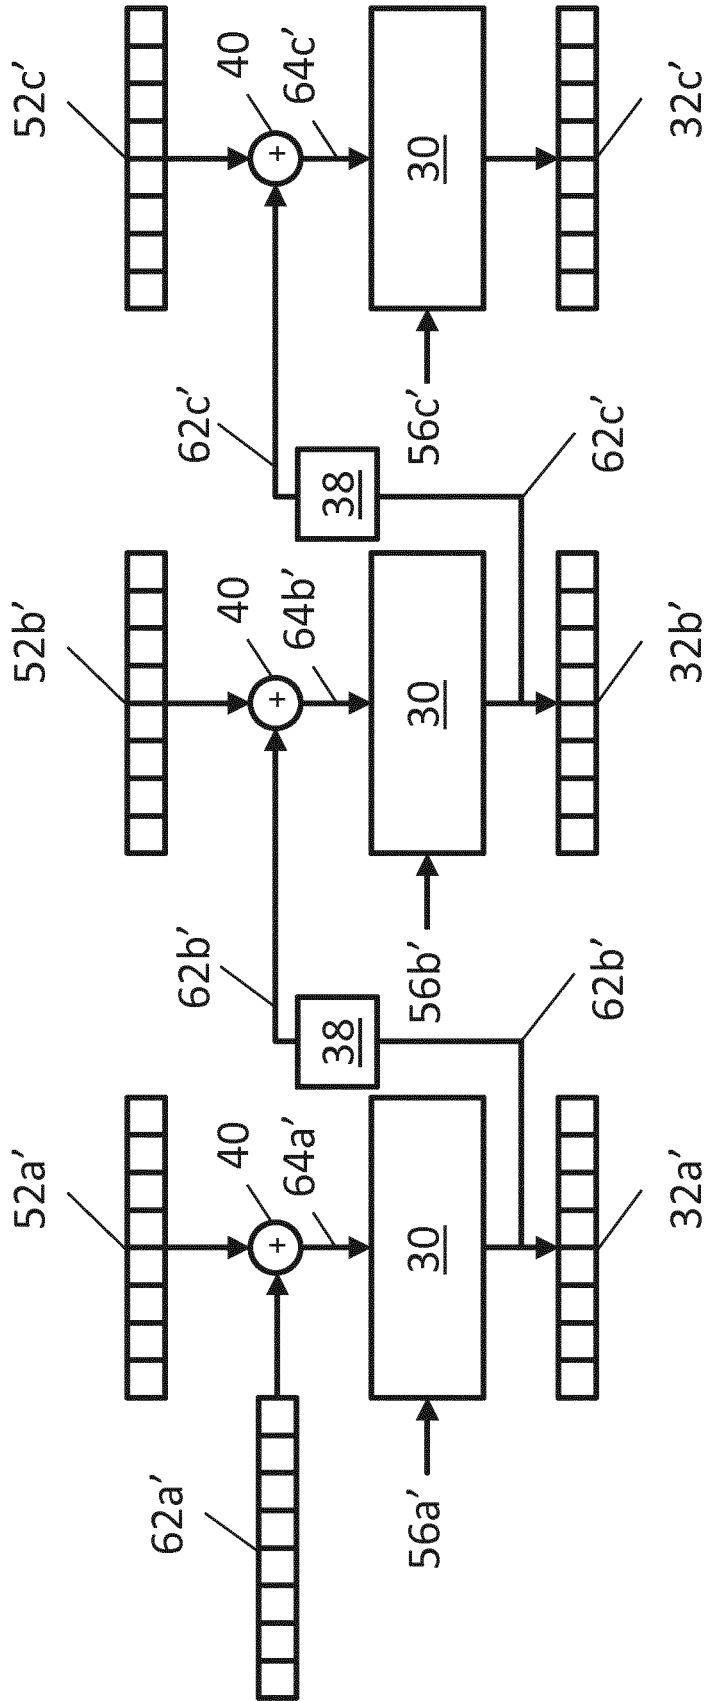 52a′
52b′
52c′
62a′
62b′
62c′
40
40
40
64a′
64b′
64c′
+
+
+
38
38
56a′
30
56b′
30
56c′
30
62b′
62c′
32a′
32b′
32c′